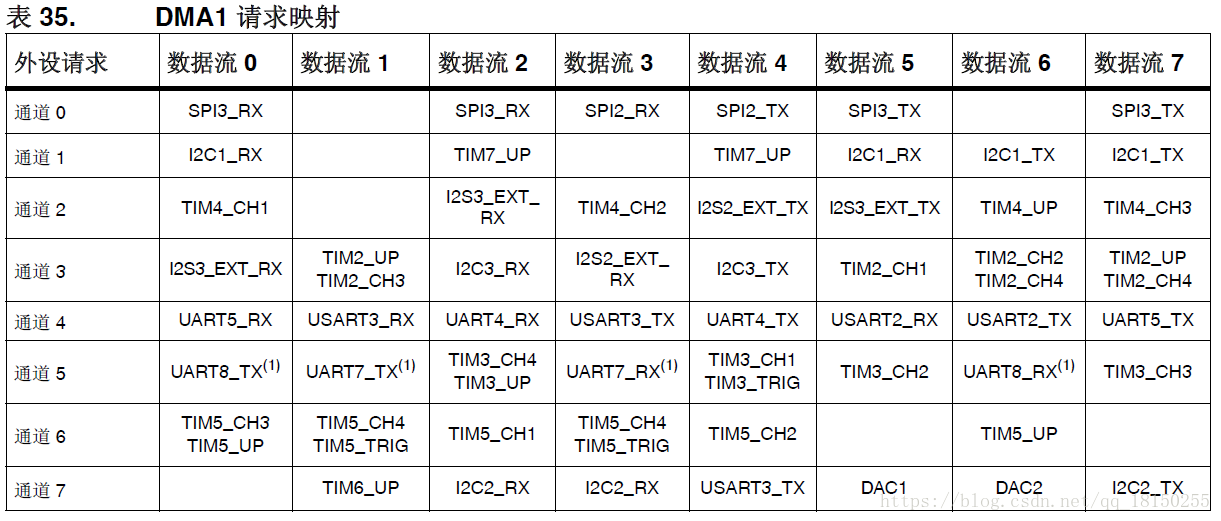 表 35. DMA1 请求映射
外设请求 数据流 0 数据流 1 数据流 2 数据流 3 数据流 4 数据流 5 数据流 6 数据流 7
通道 0 SPI3_RX SPI3_RX SPI2_RX SPI2_TX SPI3_TX SPI3_TX
通道 1 I2C1_RX TIM7_UP TIM7_UP I2C1_RX I2C1_TX I2C1_TX
通道 2 TIM4_CH1 I2S3_EXT_
RX TIM4_CH2 I2S2_EXT_TX I2S3_EXT_TX TIM4_UP TIM4_CH3
通道 3 I2S3_EXT_RX TIM2_UP
TIM2_CH3 I2C3_RX I2S2_EXT_
RX I2C3_TX TIM2_CH1 TIM2_CH2
TIM2_CH4 TIM2_UP
TIM2_CH4
通道 4 UART5_RX USART3_RX UART4_RX USART3_TX UART4_TX USART2_RX USART2_TX UART5_TX
通道 5 UART8_TX(1) UART7_TX(1) TIM3_CH4
TIM3_UP UART7_RX(1) TIM3_CH1
TIM3_TRIG TIM3_CH2 UART8_RX(1) TIM3_CH3
通道 6 TIM5_CH3
TIM5_UP TIM5_CH4
TIM5_TRIG TIM5_CH1 TIM5_CH4
TIM5_TRIG TIM5_CH2 TIM5_UP
通道 7 TIM6_UP I2C2_RX I2C2_RX USART3_TX DAC1 DAC2 I2C2_TX
https://blog.csdn.net/qq_18150255